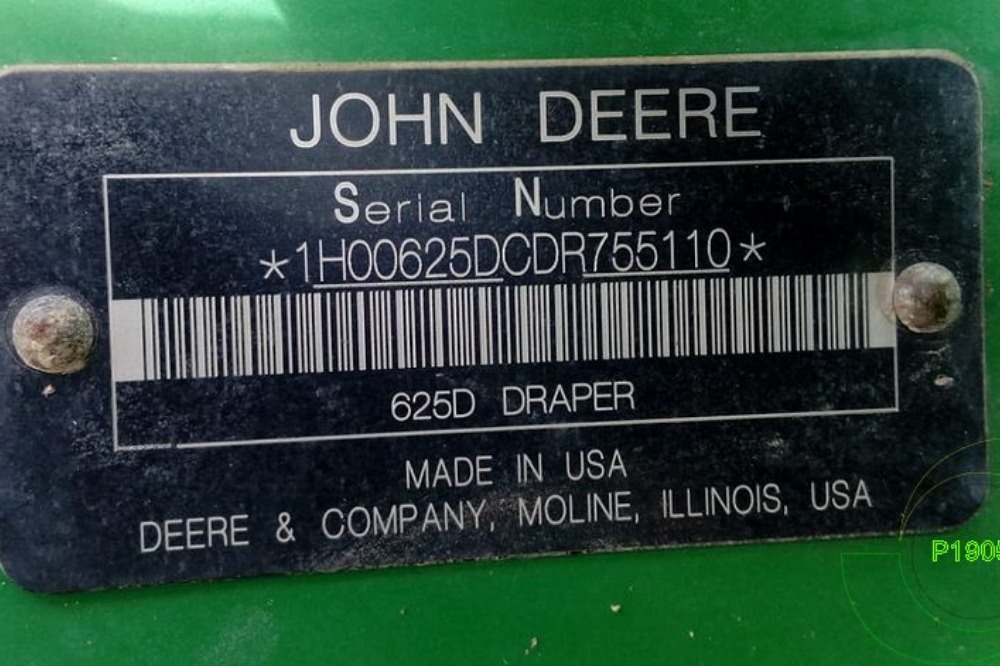 JOHN DEERE
Serial Number
*1H00625DCDR755110*
625D DRAPER
MADE IN USA
DEERE & COMPANY, MOLINE, ILLINOIS, USA